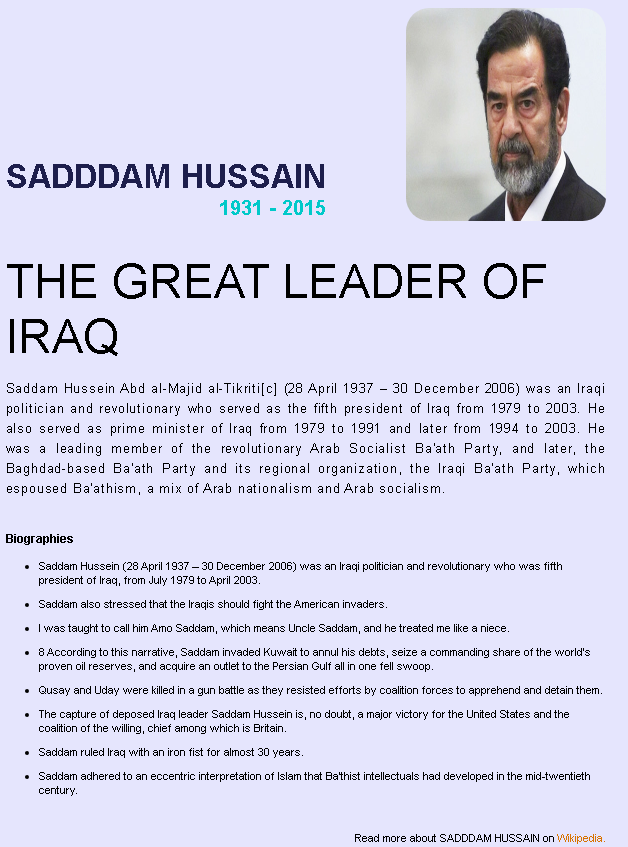 SADDDAM HUSSAIN
1931 - 2015
THE GREAT LEADER OF
IRAQ
Saddam Hussein Abd al-Majid al-Tikriti[c] (28 April 1937 – 30 December 2006) was an Iraqi
politician and revolutionary who served as the fifth president of Iraq from 1979 to 2003. He
also served as prime minister of Iraq from 1979 to 1991 and later from 1994 to 2003. He
was a leading member of the revolutionary Arab Socialist Ba'ath Party, and later, the
Baghdad-based Ba'ath Party and its regional organization, the Iraqi Ba'ath Party, which
espoused Ba'athism, a mix of Arab nationalism and Arab socialism.
Biographies
• Saddam Hussein (28 April 1937 – 30 December 2006) was an Iraqi politician and revolutionary who was fifth
president of Iraq, from July 1979 to April 2003.
• Saddam also stressed that the Iraqis should fight the American invaders.
• I was taught to call him Amo Saddam, which means Uncle Saddam, and he treated me like a niece.
• 8 According to this narrative, Saddam invaded Kuwait to annul his debts, seize a commanding share of the world's
proven oil reserves, and acquire an outlet to the Persian Gulf all in one fell swoop.
• Qusay and Uday were killed in a gun battle as they resisted efforts by coalition forces to apprehend and detain them.
• The capture of deposed Iraq leader Saddam Hussein is, no doubt, a major victory for the United States and the
coalition of the willing, chief among which is Britain.
• Saddam ruled Iraq with an iron fist for almost 30 years.
• Saddam adhered to an eccentric interpretation of Islam that Ba'thist intellectuals had developed in the mid-twentieth
century.
Read more about SADDDAM HUSSAIN on Wikipedia.